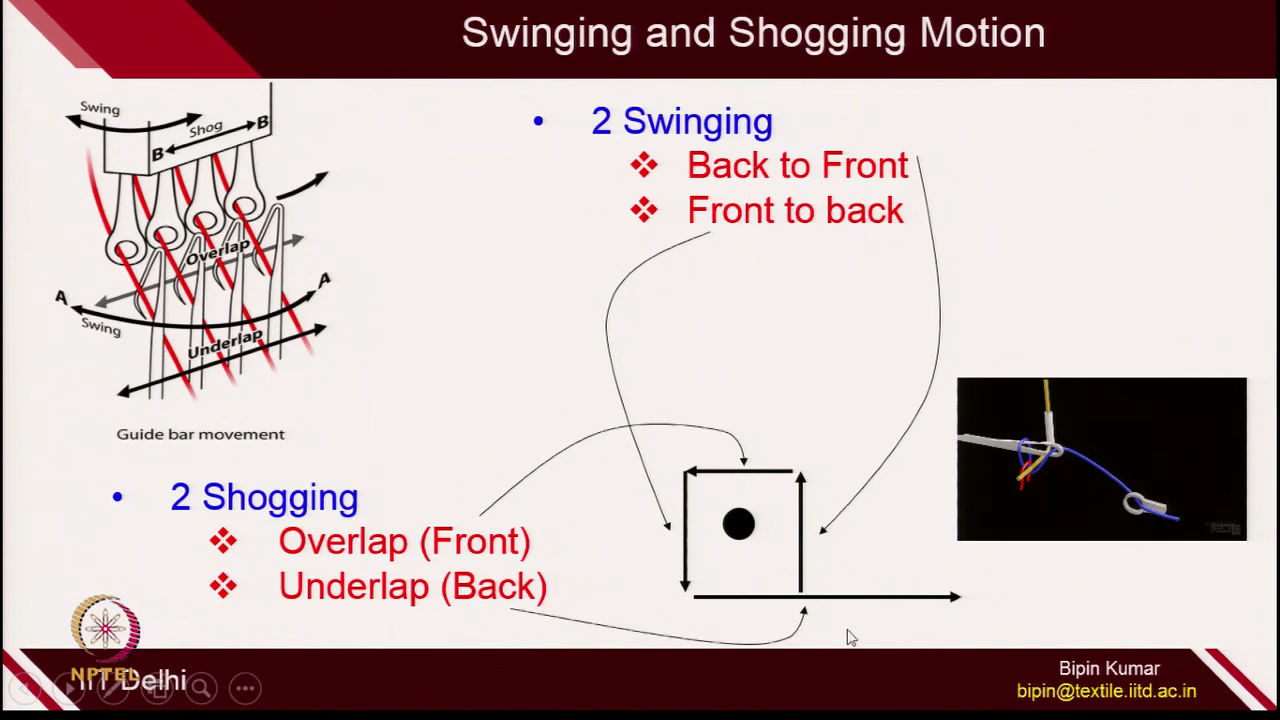 Swinging and Shogging Motion
Swing
Shog
B
B
Overlap
A
A
Swing
Underlap
Guide bar movement
• 2 Swinging
❖ Back to Front
❖ Front to back
• 2 Shogging
❖ Overlap (Front)
❖ Underlap (Back)
NPTEL
IIT Delhi
Bipin Kumar
bipin@textile.iitd.ac.in